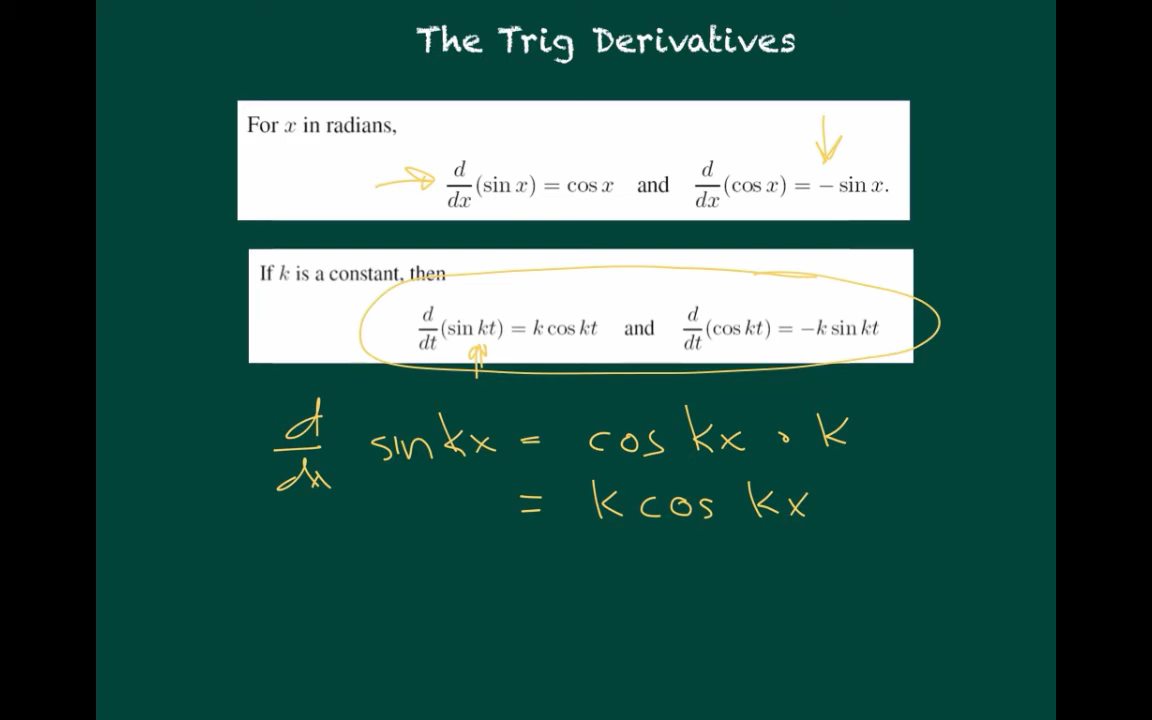 The Trig Derivatives
For x in radians,
d/dx (sin x) = cos x and d/dx (cos x) = − sin x.
If k is a constant, then
d/dt (sin kt) = k cos kt and d/dt (cos kt) = −k sin kt
d/dx sin kx = cos kx · k
= k cos kx